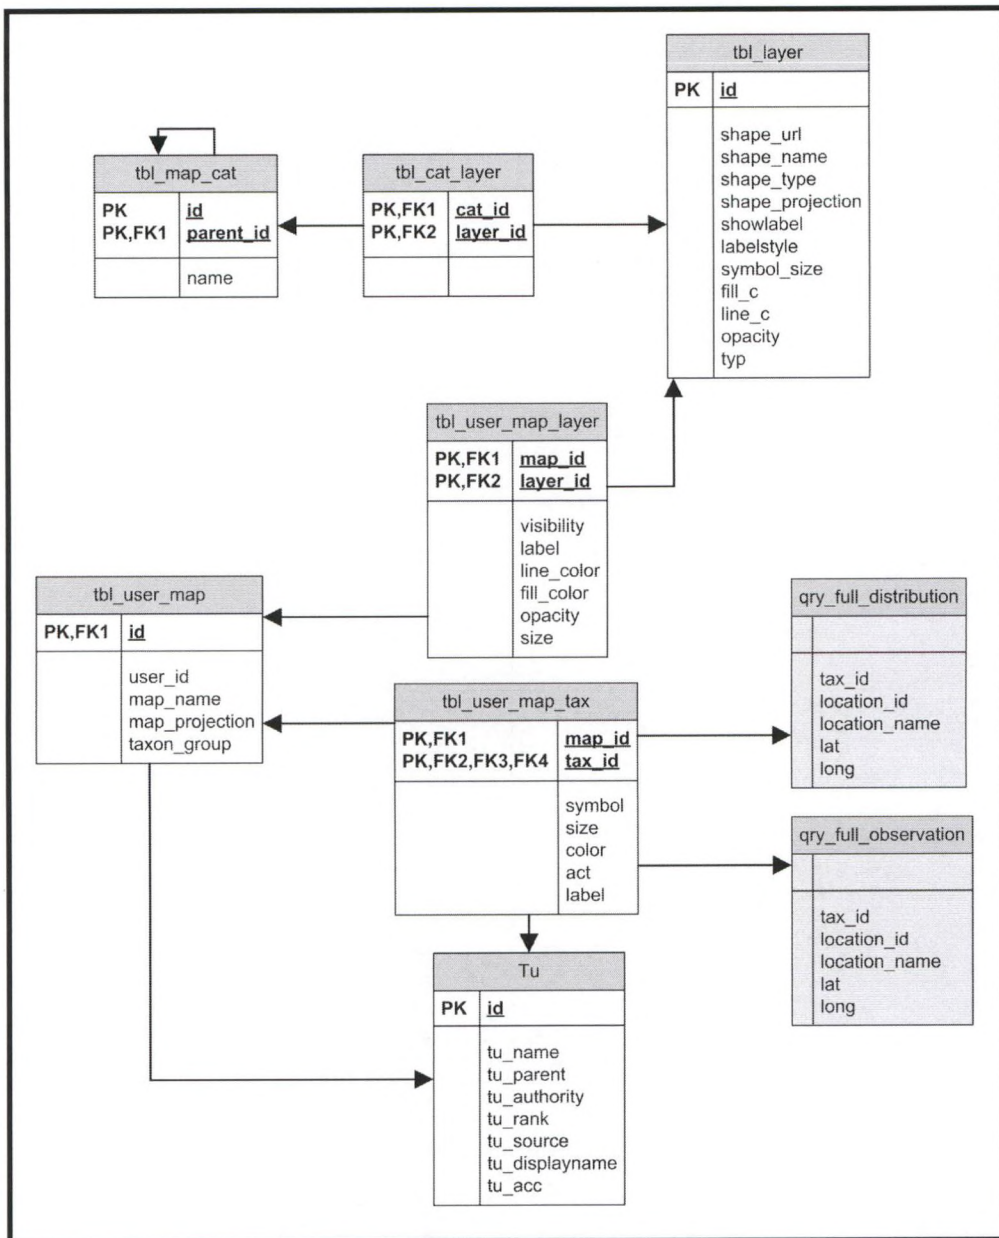 tbl_layer
PK id
shape_url
shape_name
shape_type
shape_projection
showlabel
labelstyle
symbol_size
fill_c
line_c
opacity
typ
tbl_map_cat
PK id
PK,FK1 parent_id
name
tbl_cat_layer
PK,FK1 cat_id
PK,FK2 layer_id
tbl_user_map_layer
PK,FK1 map_id
PK,FK2 layer_id
visibility
label
line_color
fill_color
opacity
size
tbl_user_map
PK,FK1 id
user_id
map_name
map_projection
taxon_group
tbl_user_map_tax
PK,FK1 map_id
PK,FK2,FK3,FK4 tax_id
symbol
size
color
act
label
qry_full_distribution
tax_id
location_id
location_name
lat
long
qry_full_observation
tax_id
location_id
location_name
lat
long
Tu
PK id
tu_name
tu_parent
tu_authority
tu_rank
tu_source
tu_displayname
tu_acc